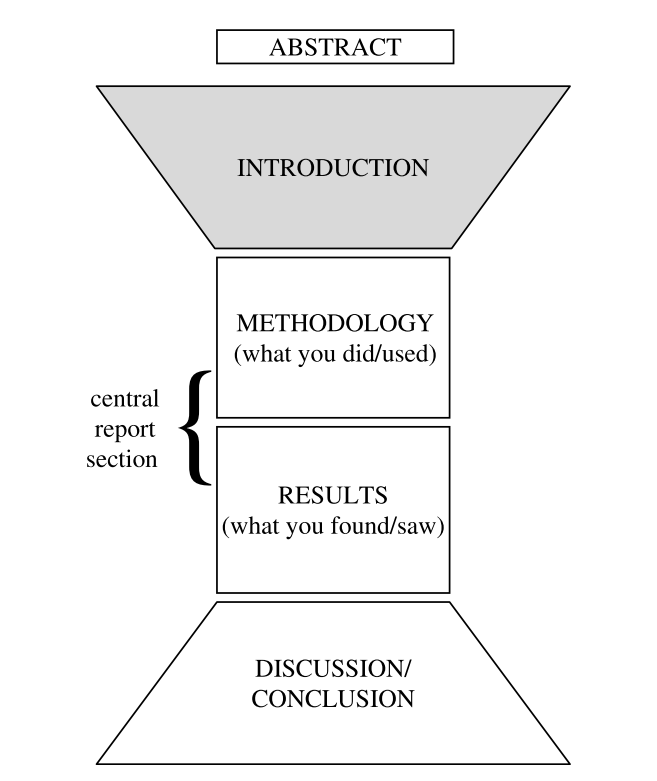 ABSTRACT
INTRODUCTION
METHODOLOGY
(what you did/used)
central
report
section
RESULTS
(what you found/saw)
DISCUSSION/
CONCLUSION